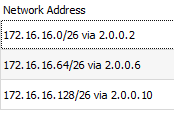 Network Address
172.16.16.0/26 via 2.0.0.2
172.16.16.64/26 via 2.0.0.6
172.16.16.128/26 via 2.0.0.10